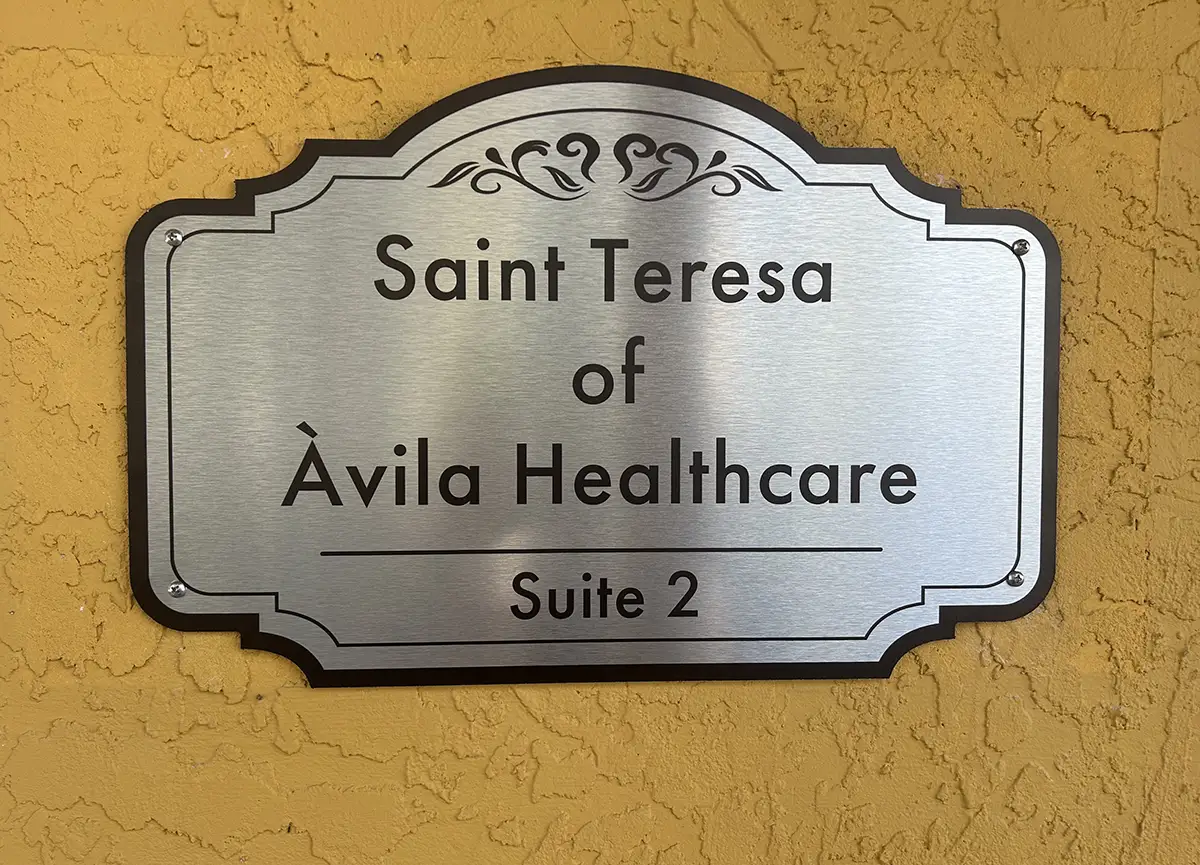 Saint Teresa
of
Àvila Healthcare
Suite 2